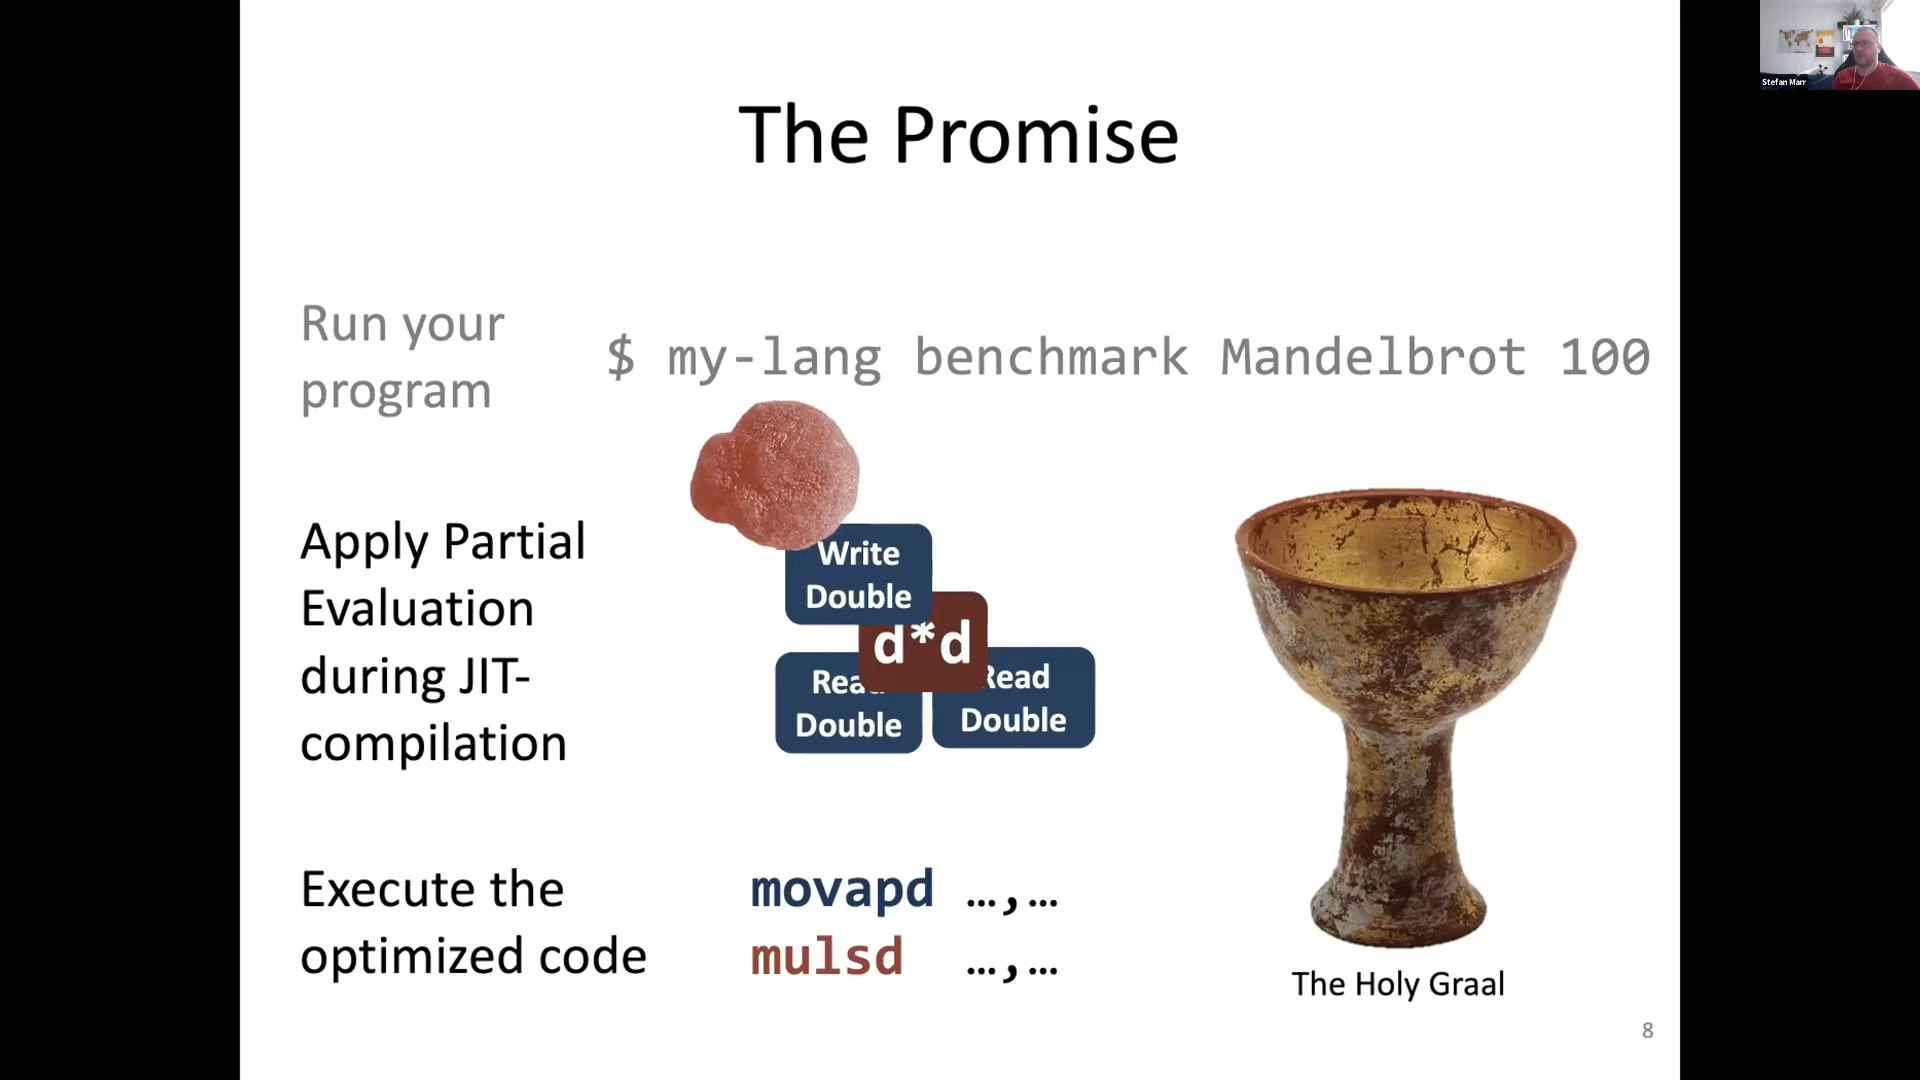 Stefan Marr
The Promise
Run your
program
$ my-lang benchmark Mandelbrot 100
Apply Partial
Evaluation
during JIT-
compilation
Write
Double
d*d
Read
Double
Read
Double
Execute the
optimized code
movapd …,…
mulsd …,…
The Holy Graal
8